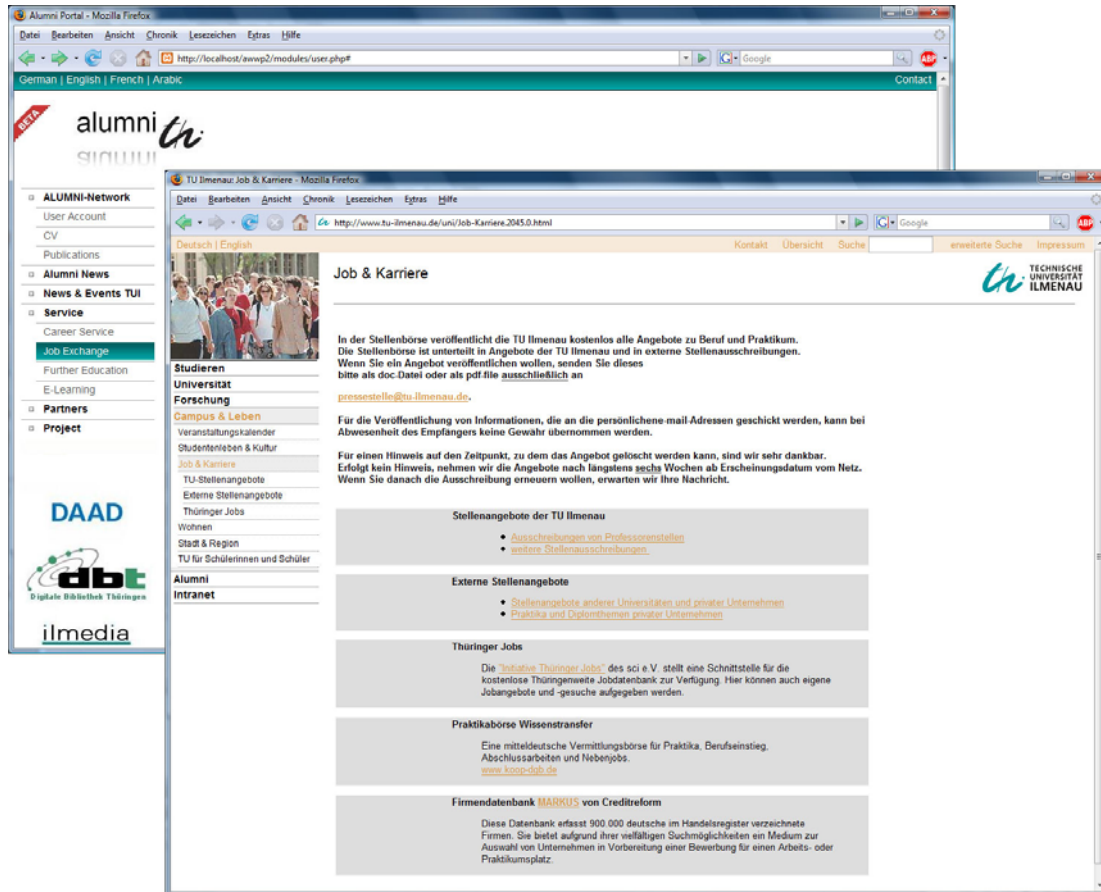 Alumni Portal - Mozilla Firefox
Datei Bearbeiten Ansicht Chronik Lesezeichen Extras Hilfe
http://localhost/awwp2/modules/user.php#
Google
ABP
German | English | French | Arabic
Contact
BETA
alumni th
ALUMNI-Network
User Account
CV
Publications
Alumni News
News & Events TUI
Service
Career Service
Job Exchange
Further Education
E-Learning
Partners
Project
DAAD
dbt
Digitale Bibliothek Thüringen
ilmedia
TU Ilmenau: Job & Karriere - Mozilla Firefox
Datei Bearbeiten Ansicht Chronik Lesezeichen Extras Hilfe
http://www.tu-ilmenau.de/uni/Job-Karriere.2045.0.html
Google
ABP
Deutsch | English
Kontakt Übersicht Suche erweiterte Suche Impressum
Job & Karriere
th
TECHNISCHE
UNIVERSITÄT
ILMENAU
Studieren
Universität
Forschung
Campus & Leben
Veranstaltungskalender
Studentenleben & Kultur
Job & Karriere
TU-Stellenangebote
Externe Stellenangebote
Thüringer Jobs
Wohnen
Stadt & Region
TU für Schülerinnen und Schüler
Alumni
Intranet
In der Stellenbörse veröffentlicht die TU Ilmenau kostenlos alle Angebote zu Beruf und Praktikum.
Die Stellenbörse ist unterteilt in Angebote der TU Ilmenau und in externe Stellenausschreibungen.
Wenn Sie ein Angebot veröffentlichen wollen, senden Sie dieses
bitte als doc-Datei oder als pdf-file ausschließlich an
pressestelle@tu-ilmenau.de.
Für die Veröffentlichung von Informationen, die an die persönlichene-mail-Adressen geschickt werden, kann bei
Abwesenheit des Empfängers keine Gewähr übernommen werden.
Für einen Hinweis auf den Zeitpunkt, zu dem das Angebot gelöscht werden kann, sind wir sehr dankbar.
Erfolgt kein Hinweis, nehmen wir die Angebote nach längstens sechs Wochen ab Erscheinungsdatum vom Netz.
Wenn Sie danach die Ausschreibung erneuern wollen, erwarten wir Ihre Nachricht.
Stellenangebote der TU Ilmenau
Ausschreibungen von Professorenstellen
weitere Stellenausschreibungen
Externe Stellenangebote
Stellenangebote anderer Universitäten und privater Unternehmen
Praktika und Diplomthemen privater Unternehmen
Thüringer Jobs
Die "Initiative Thüringer Jobs" des sci e.V. stellt eine Schnittstelle für die
kostenlose Thüringenweite Jobdatenbank zur Verfügung. Hier können auch eigene
Jobangebote und -gesuche aufgegeben werden.
Praktikabörse Wissenstransfer
Eine mitteldeutsche Vermittlungsbörse für Praktika, Berufseinstieg,
Abschlussarbeiten und Nebenjobs.
www.koop-dgb.de
Firmendatenbank MARKUS von Creditreform
Diese Datenbank erfasst 900.000 deutsche im Handelsregister verzeichnete
Firmen. Sie bietet aufgrund ihrer vielfältigen Suchmöglichkeiten ein Medium zur
Auswahl von Unternehmen in Vorbereitung einer Bewerbung für einen Arbeits- oder
Praktikumsplatz.